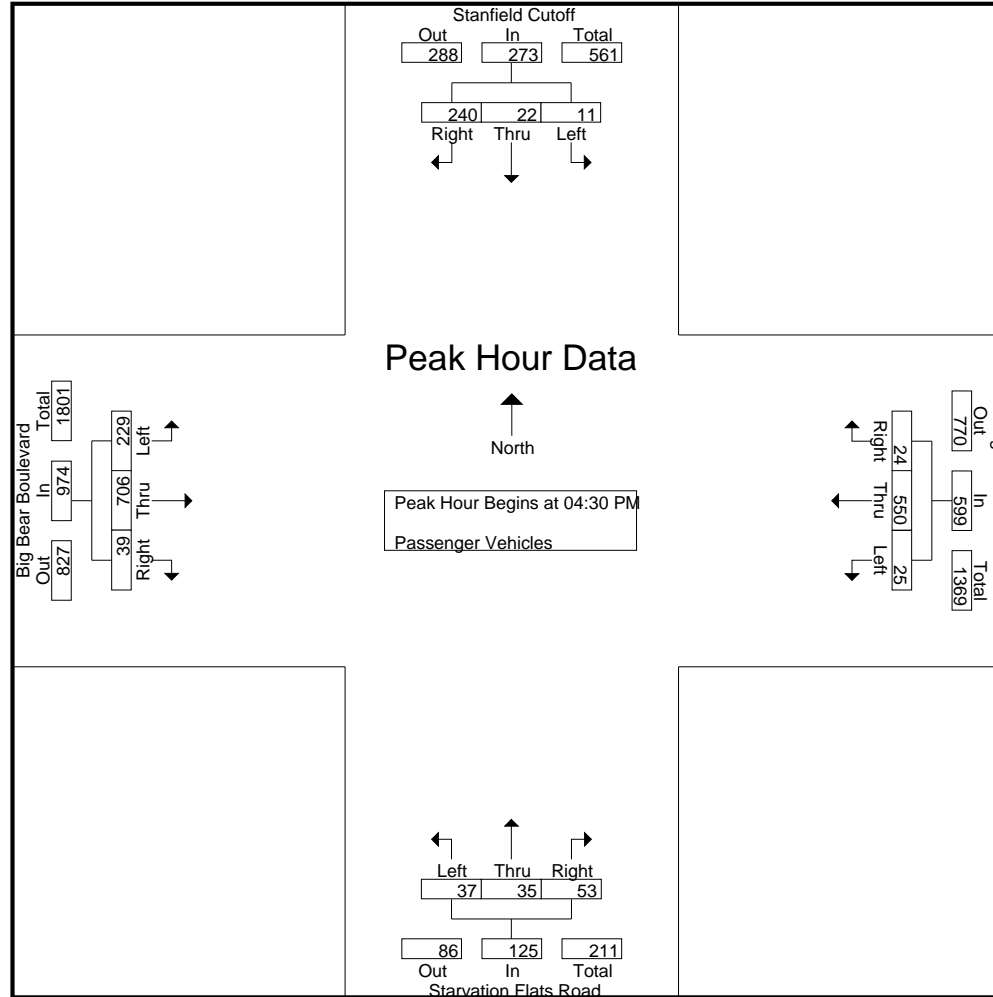 Stanfield Cutoff
Out In Total
288 273 561
240 22 11
Right Thru Left
Peak Hour Data
North
Peak Hour Begins at 04:30 PM
Passenger Vehicles
Big Bear Boulevard
Out In Total
827 974 1801
39 706 229
Right Thru Left
Out In Total
770 599 1369
24 550 25
Right Thru Left
Left Thru Right
37 35 53
86 125 211
Out In Total
Starvation Flats Road